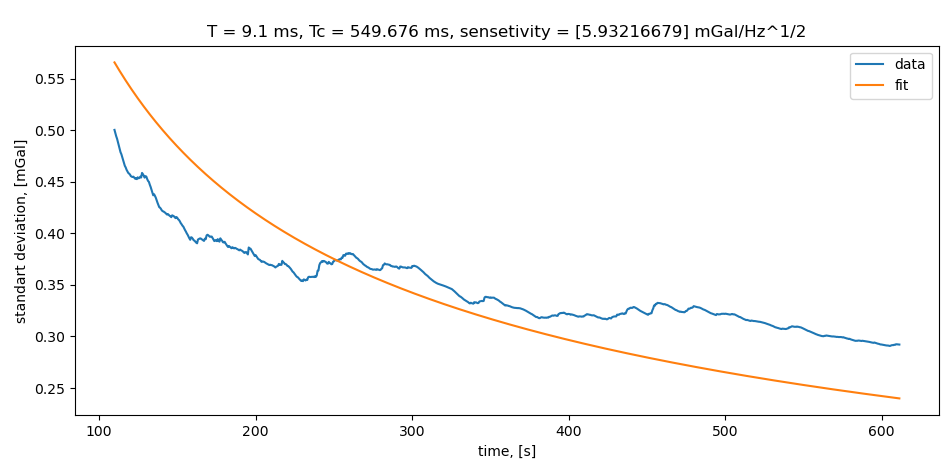 T = 9.1 ms, Tc = 549.676 ms, sensetivity = [5.93216679] mGal/Hz^1/2
data
fit
standart deviation, [mGal]
0.55
0.50
0.45
0.40
0.35
0.30
0.25
100 200 300 400 500 600
time, [s]